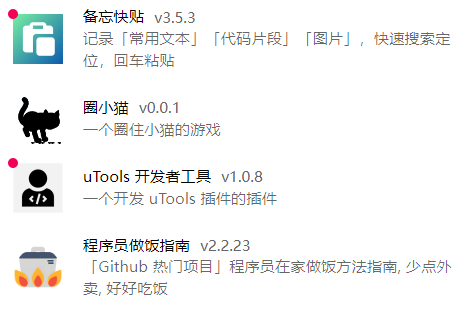 备忘快贴 v3.5.3
记录「常用文本」「代码片段」「图片」，快速搜索定
位，回车粘贴
圈小猫 v0.0.1
一个圈住小猫的游戏
uTools 开发者工具 v1.0.8
一个开发 uTools 插件的插件
程序员做饭指南 v2.2.23
「Github 热门项目」程序员在家做饭方法指南, 少点外
卖, 好好吃饭